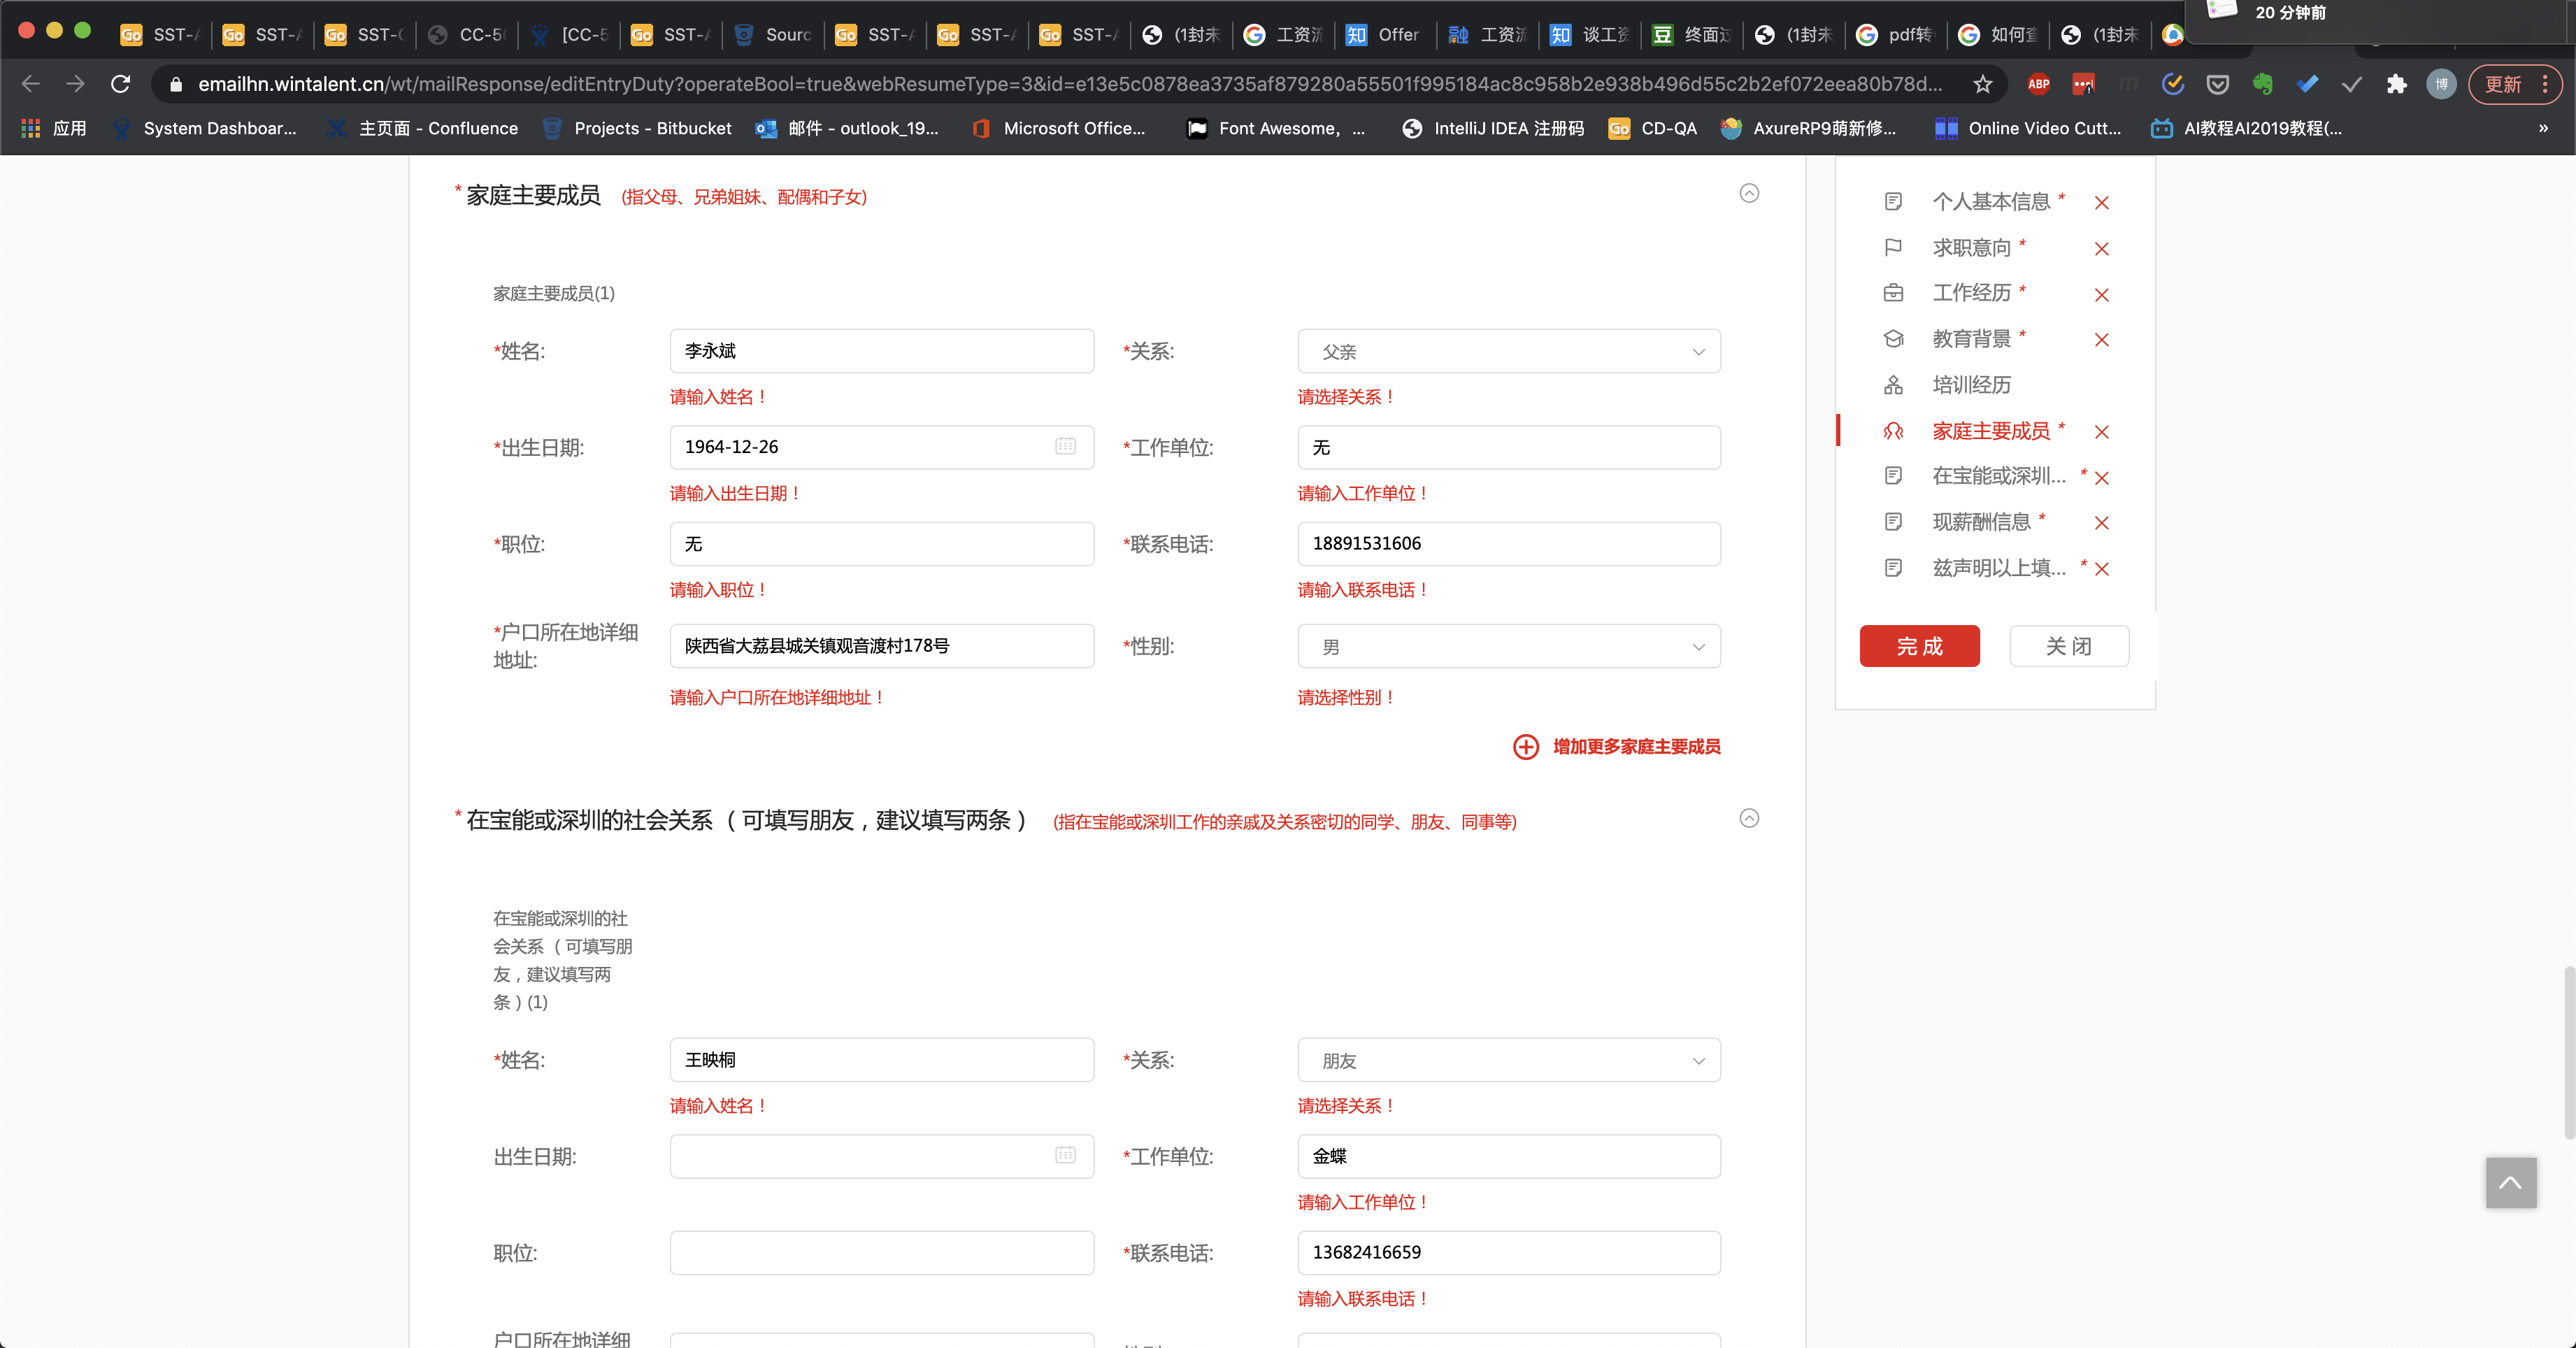 20 分钟前
SST-A
SST-A
SST-C
CC-50
[CC-5
SST-A
Sourc
SST-A
SST-A
SST-A
(1封未
工资流
Offer
工资流
谈工资
终面过
(1封未
pdf转
如何查
(1封未
emailhn.wintalent.cn/wt/mailResponse/editEntryDuty?operateBool=true&webResumeType=3&id=e13e5c0878ea3735af879280a55501f995184ac8c958b2e938b496d55c2b2ef072eea80b78d...
ABP
博
更新
应用
System Dashboar...
主页面 - Confluence
Projects - Bitbucket
邮件 - outlook_19...
Microsoft Office...
Font Awesome，...
IntelliJ IDEA 注册码
CD-QA
AxureRP9萌新修...
Online Video Cutt...
AI教程AI2019教程(...
»
* 家庭主要成员 (指父母、兄弟姐妹、配偶和子女)
家庭主要成员(1)
*姓名: 李永斌
*关系: 父亲
请输入姓名！
请选择关系！
*出生日期: 1964-12-26
*工作单位: 无
请输入出生日期！
请输入工作单位！
*职位: 无
*联系电话: 18891531606
请输入职位！
请输入联系电话！
*户口所在地详细
地址:
陕西省大荔县城关镇观音渡村178号
*性别: 男
请输入户口所在地详细地址！
请选择性别！
增加更多家庭主要成员
* 在宝能或深圳的社会关系（可填写朋友，建议填写两条） (指在宝能或深圳工作的亲戚及关系密切的同学、朋友、同事等)
在宝能或深圳的社
会关系（可填写朋
友，建议填写两
条）(1)
*姓名: 王映桐
*关系: 朋友
请输入姓名！
请选择关系！
出生日期:
*工作单位: 金蝶
请输入工作单位！
职位:
*联系电话: 13682416659
请输入联系电话！
户口所在地详细
个人基本信息 *
求职意向 *
工作经历 *
教育背景 *
培训经历
家庭主要成员 *
在宝能或深圳... *
现薪酬信息 *
兹声明以上填... *
完 成
关 闭